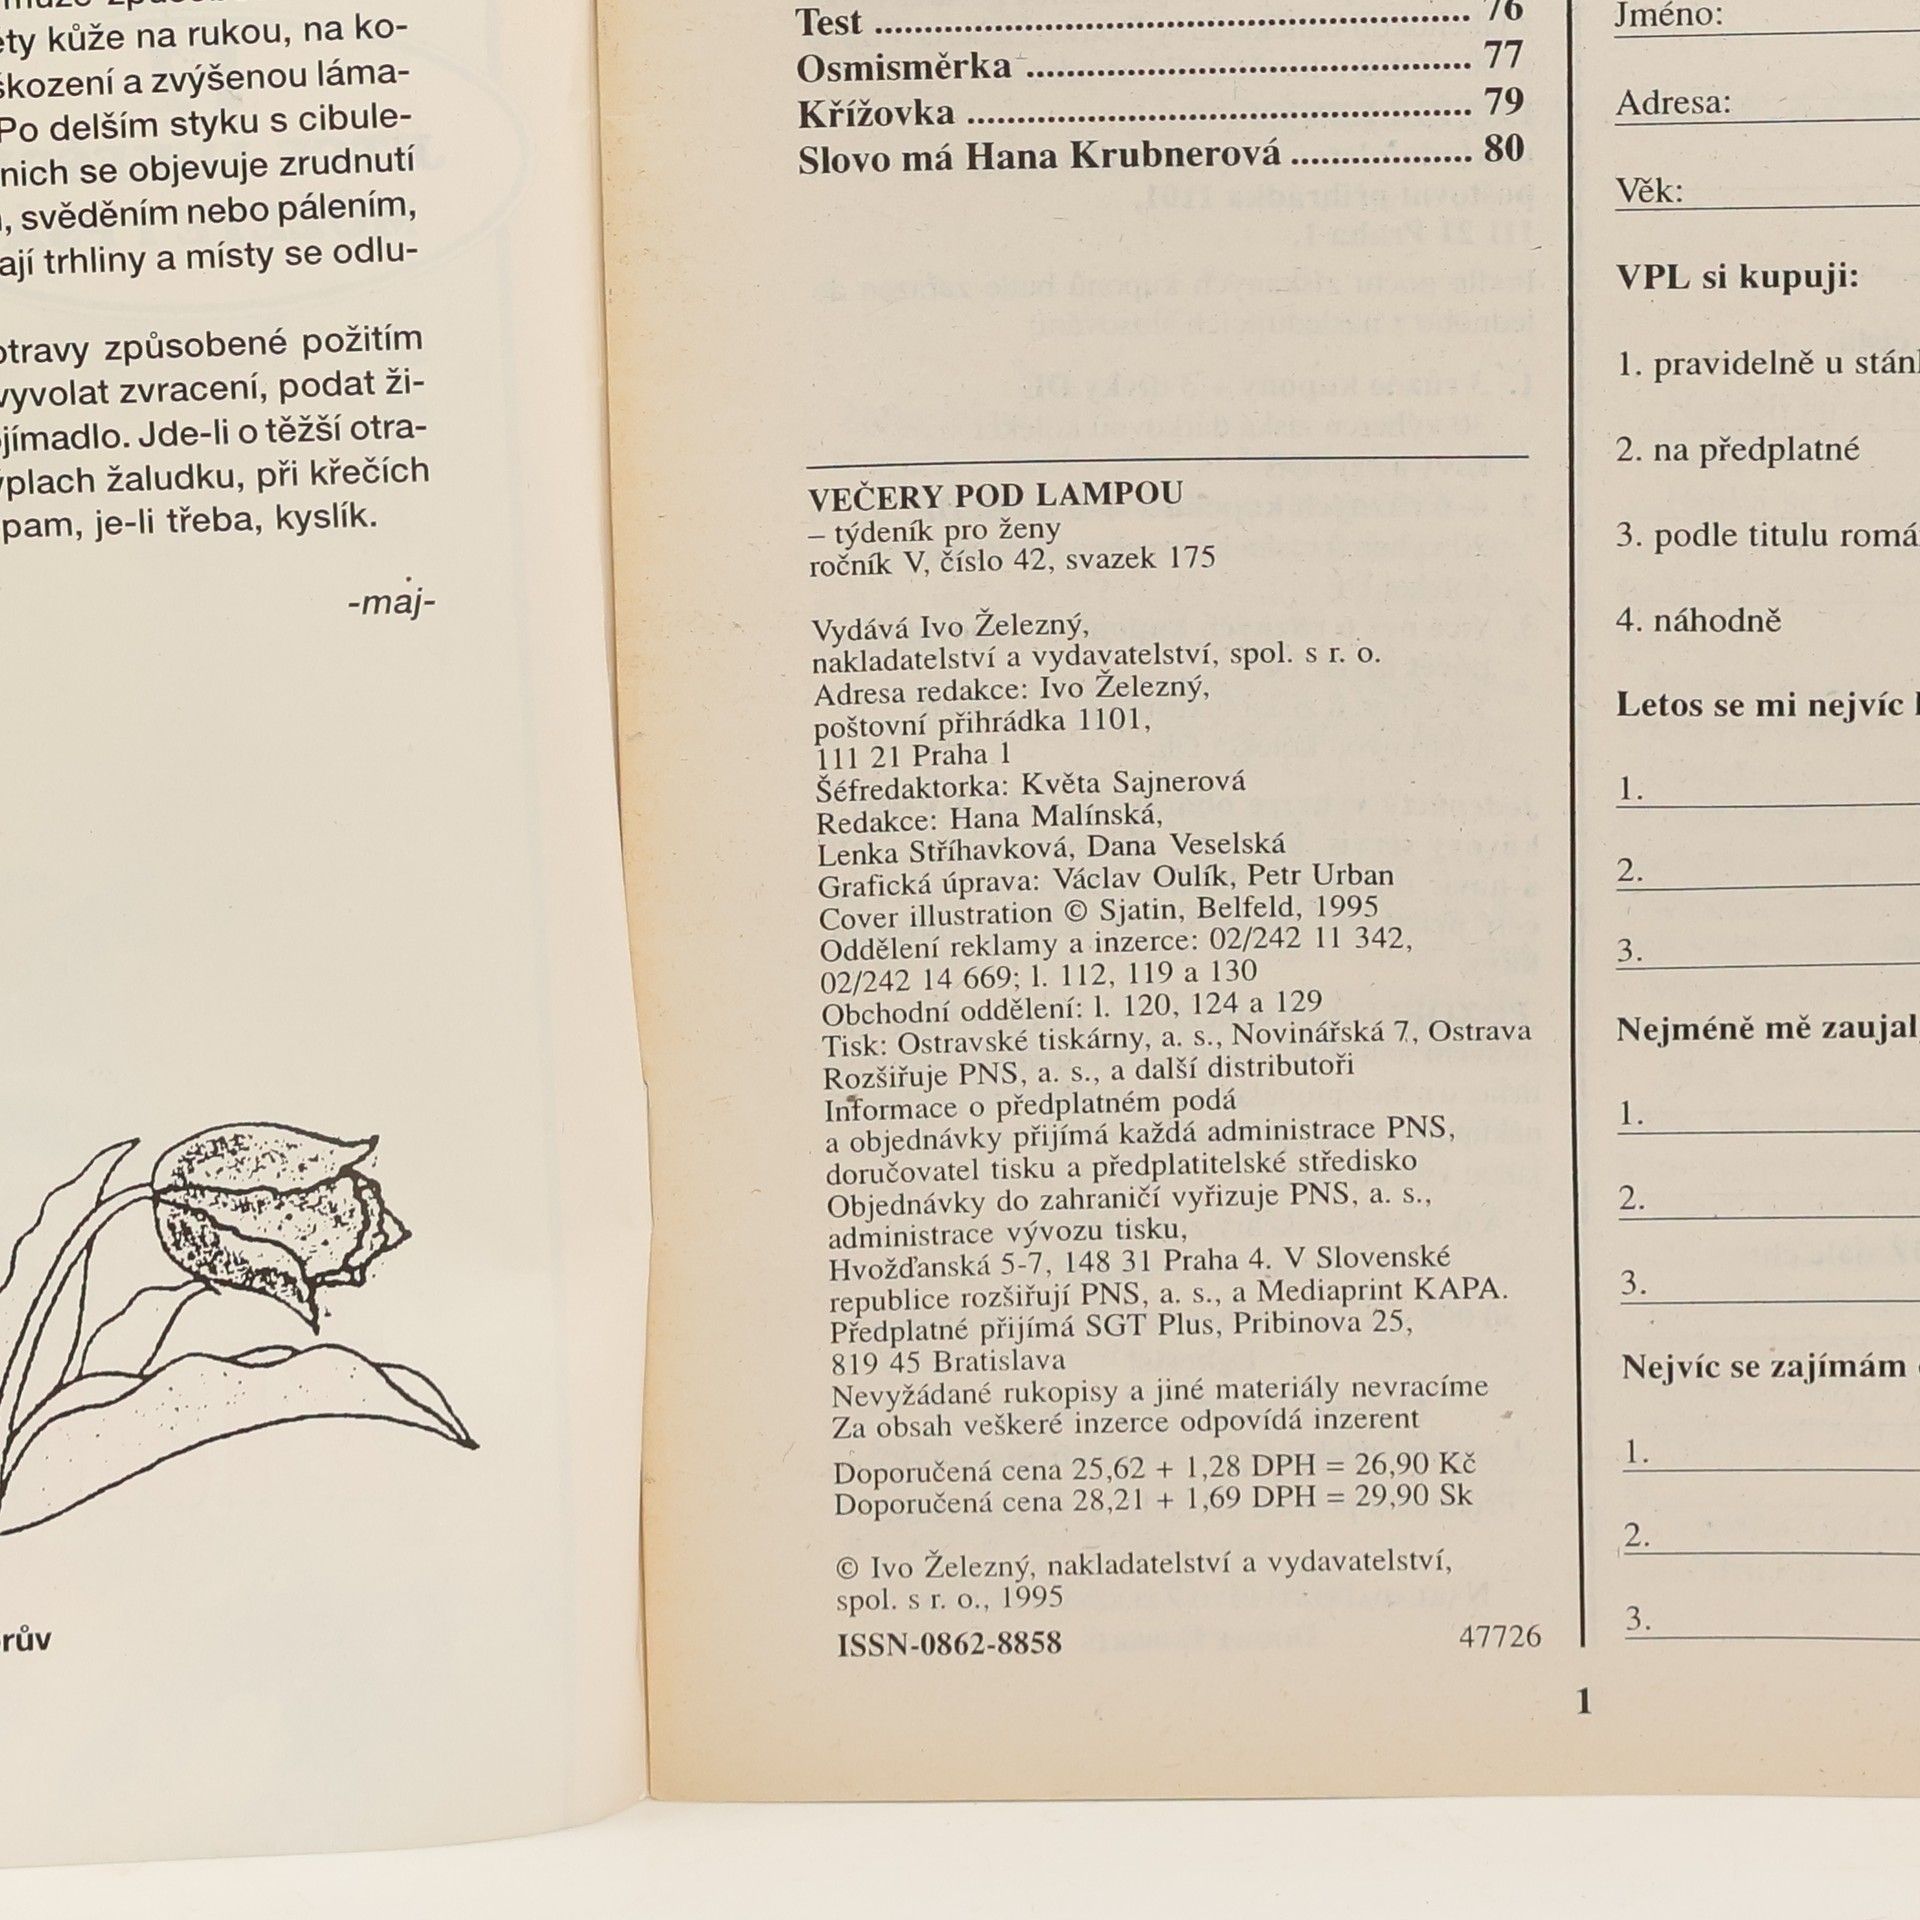 ety kůže na rukou, na ko-
škození a zvýšenou láma-
Po delším styku s cibule-
nich se objevuje zrudnutí
, svěděním nebo pálením,
ají trhliny a místy se odlu-
otravy způsobené požitím
vyvolat zvracení, podat ži-
jímadlo. Jde-li o těžší otra-
ýplach žaludku, při křečích
pam, je-li třeba, kyslík.
-maj-
rův
Test ........ 76
Osmisměrka ........ 77
Křížovka ........ 79
Slovo má Hana Krubnerová ........ 80
VEČERY POD LAMPOU
– týdeník pro ženy
ročník V, číslo 42, svazek 175
Vydává Ivo Železný,
nakladatelství a vydavatelství, spol. s r. o.
Adresa redakce: Ivo Železný,
poštovní přihrádka 1101,
111 21 Praha 1
Šéfredaktorka: Květa Sajnerová
Redakce: Hana Malínská,
Lenka Stříhavková, Dana Veselská
Grafická úprava: Václav Oulík, Petr Urban
Cover illustration © Sjatin, Belfeld, 1995
Oddělení reklamy a inzerce: 02/242 11 342,
02/242 14 669; l. 112, 119 a 130
Obchodní oddělení: l. 120, 124 a 129
Tisk: Ostravské tiskárny, a. s., Novinářská 7, Ostrava
Rozšiřuje PNS, a. s., a další distributoři
Informace o předplatném podá
a objednávky přijímá každá administrace PNS,
doručovatel tisku a předplatitelské středisko
Objednávky do zahraničí vyřizuje PNS, a. s.,
administrace vývozu tisku,
Hvožďanská 5-7, 148 31 Praha 4. V Slovenské
republice rozšiřují PNS, a. s., a Mediaprint KAPA.
Předplatné přijímá SGT Plus, Pribinova 25,
819 45 Bratislava
Nevyžádané rukopisy a jiné materiály nevracíme
Za obsah veškeré inzerce odpovídá inzerent
Doporučená cena 25,62 + 1,28 DPH = 26,90 Kč
Doporučená cena 28,21 + 1,69 DPH = 29,90 Sk
© Ivo Železný, nakladatelství a vydavatelství,
spol. s r. o., 1995
ISSN-0862-8858 47726
1
Jméno:
Adresa:
Věk:
VPL si kupuji:
1. pravidelně u stánk
2. na předplatné
3. podle titulu romá
4. náhodně
Letos se mi nejvíc
1.
2.
3.
Nejméně mě zaujal
1.
2.
3.
Nejvíc se zajímám
1.
2.
3.